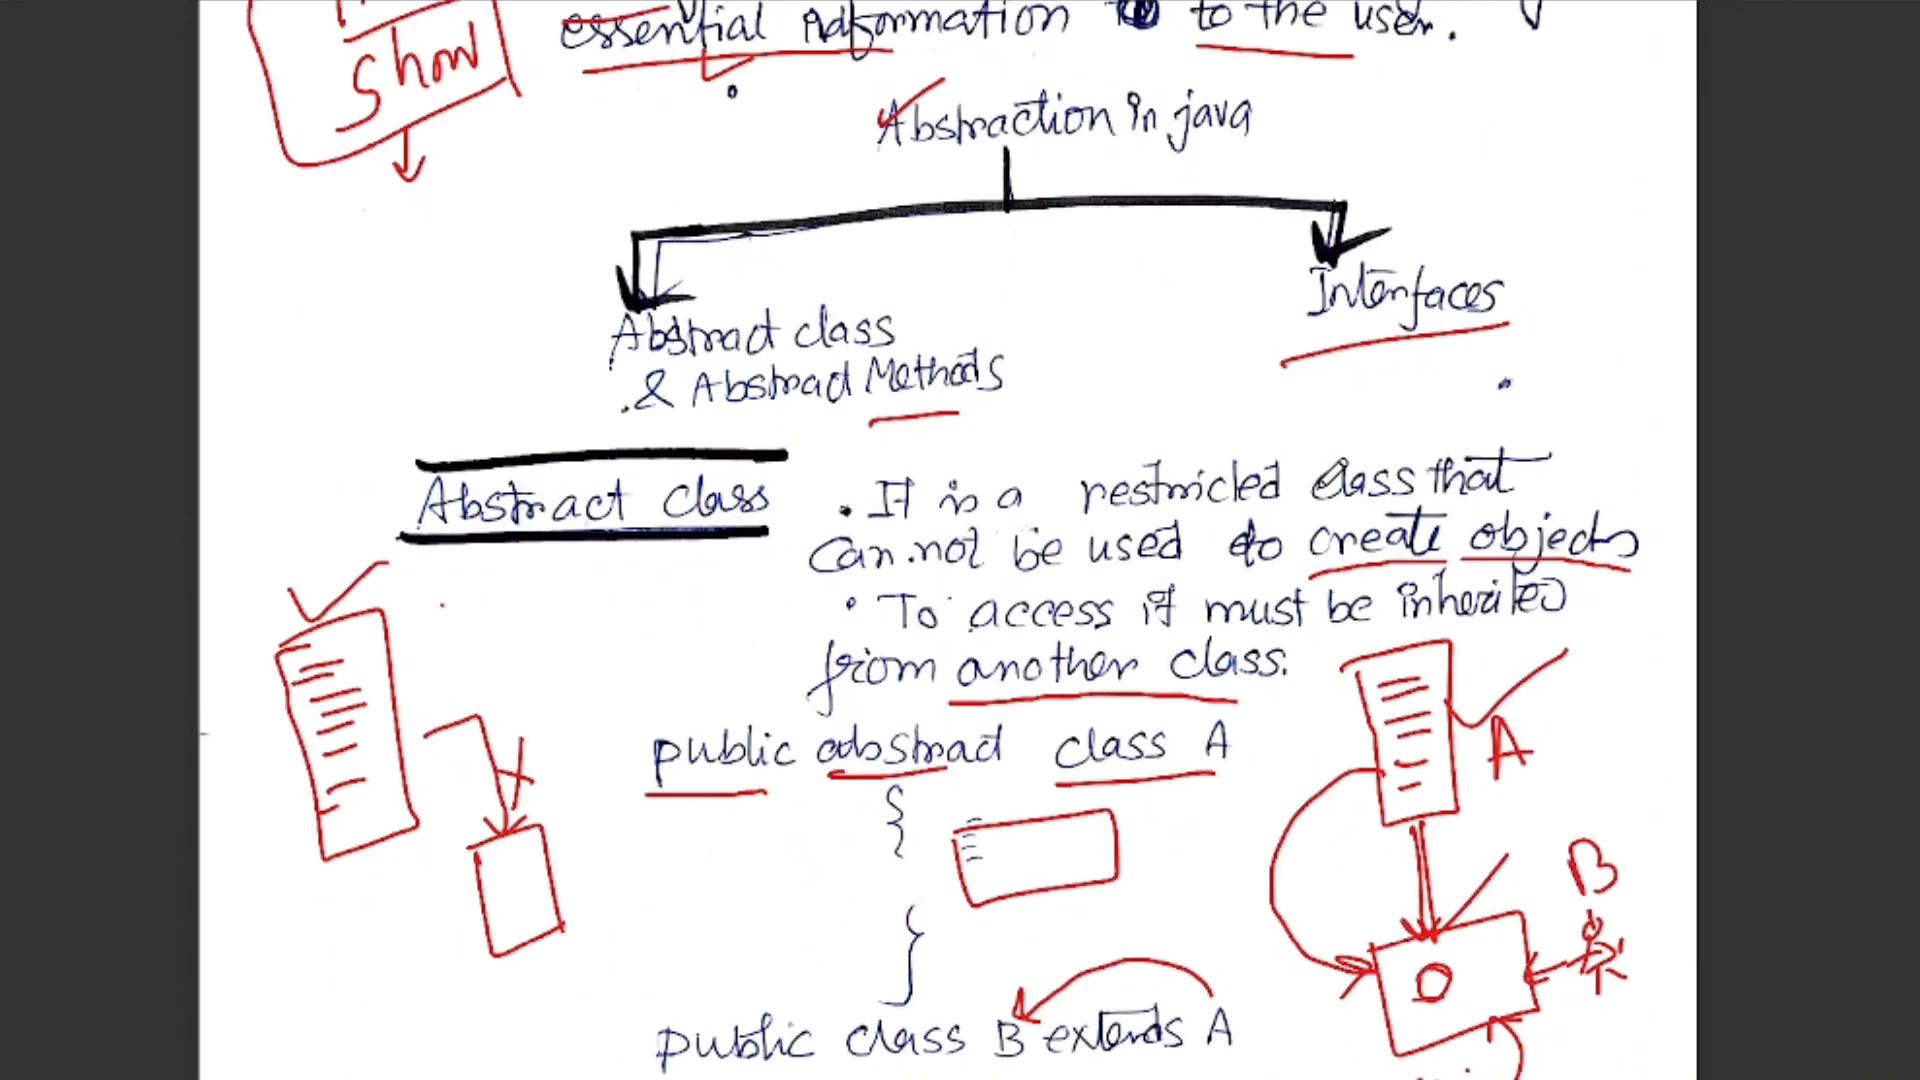 Show
essential information to the user.
Abstraction in java
Interfaces
Abstract class
& Abstract Methods
Abstract Class
• It is a restricted class that
Can not be used to create objects
• To access it must be inherited
from another class.
public abstract class A
A
{
B
}
public class B extends A